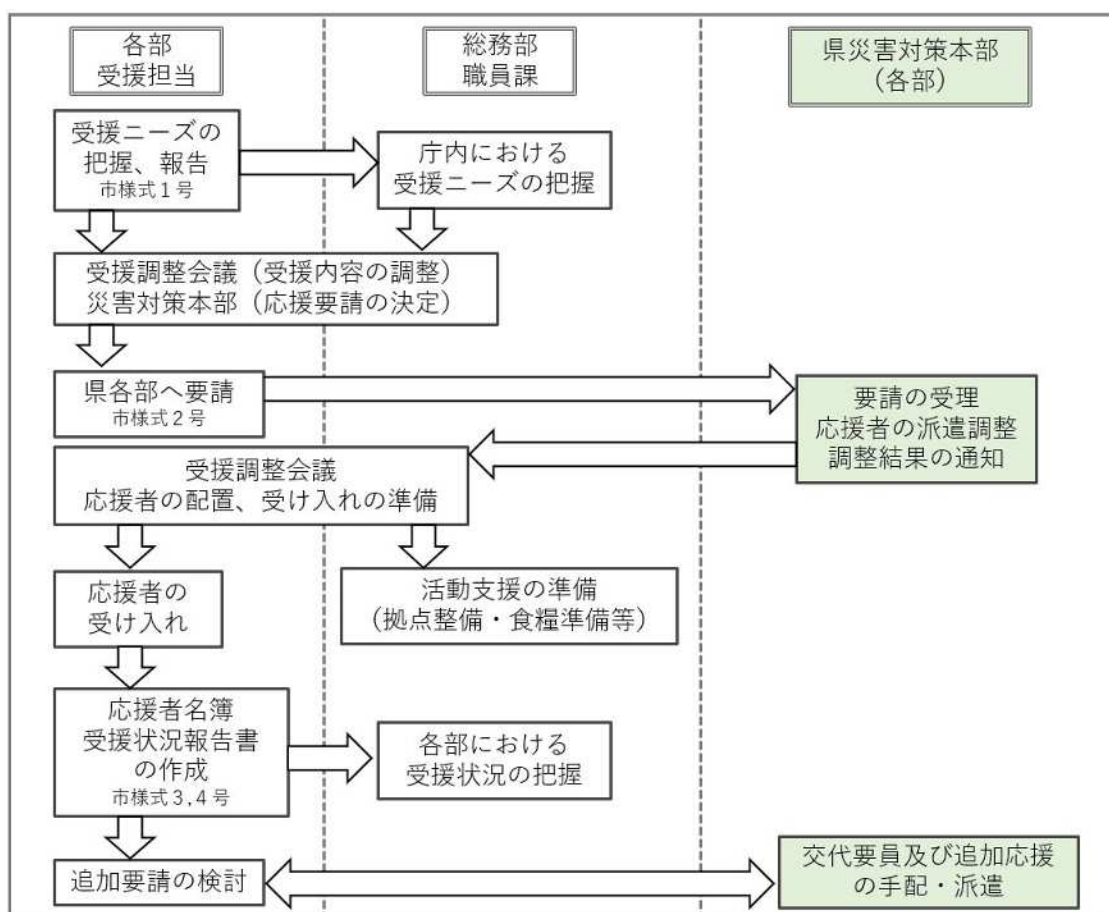 各部
受援担当
総務部
職員課
県災害対策本部
(各部)
受援ニーズの
把握、報告
市様式1号
庁内における
受援ニーズの把握
受援調整会議(受援内容の調整)
災害対策本部(応援要請の決定)
県各部へ要請
市様式2号
要請の受理
応援者の派遣調整
調整結果の通知
受援調整会議
応援者の配置、受け入れの準備
応援者の
受け入れ
活動支援の準備
(拠点整備・食糧準備等)
応援者名簿
受援状況報告書
の作成
市様式3,4号
各部における
受援状況の把握
追加要請の検討
交代要員及び追加応援
の手配・派遣